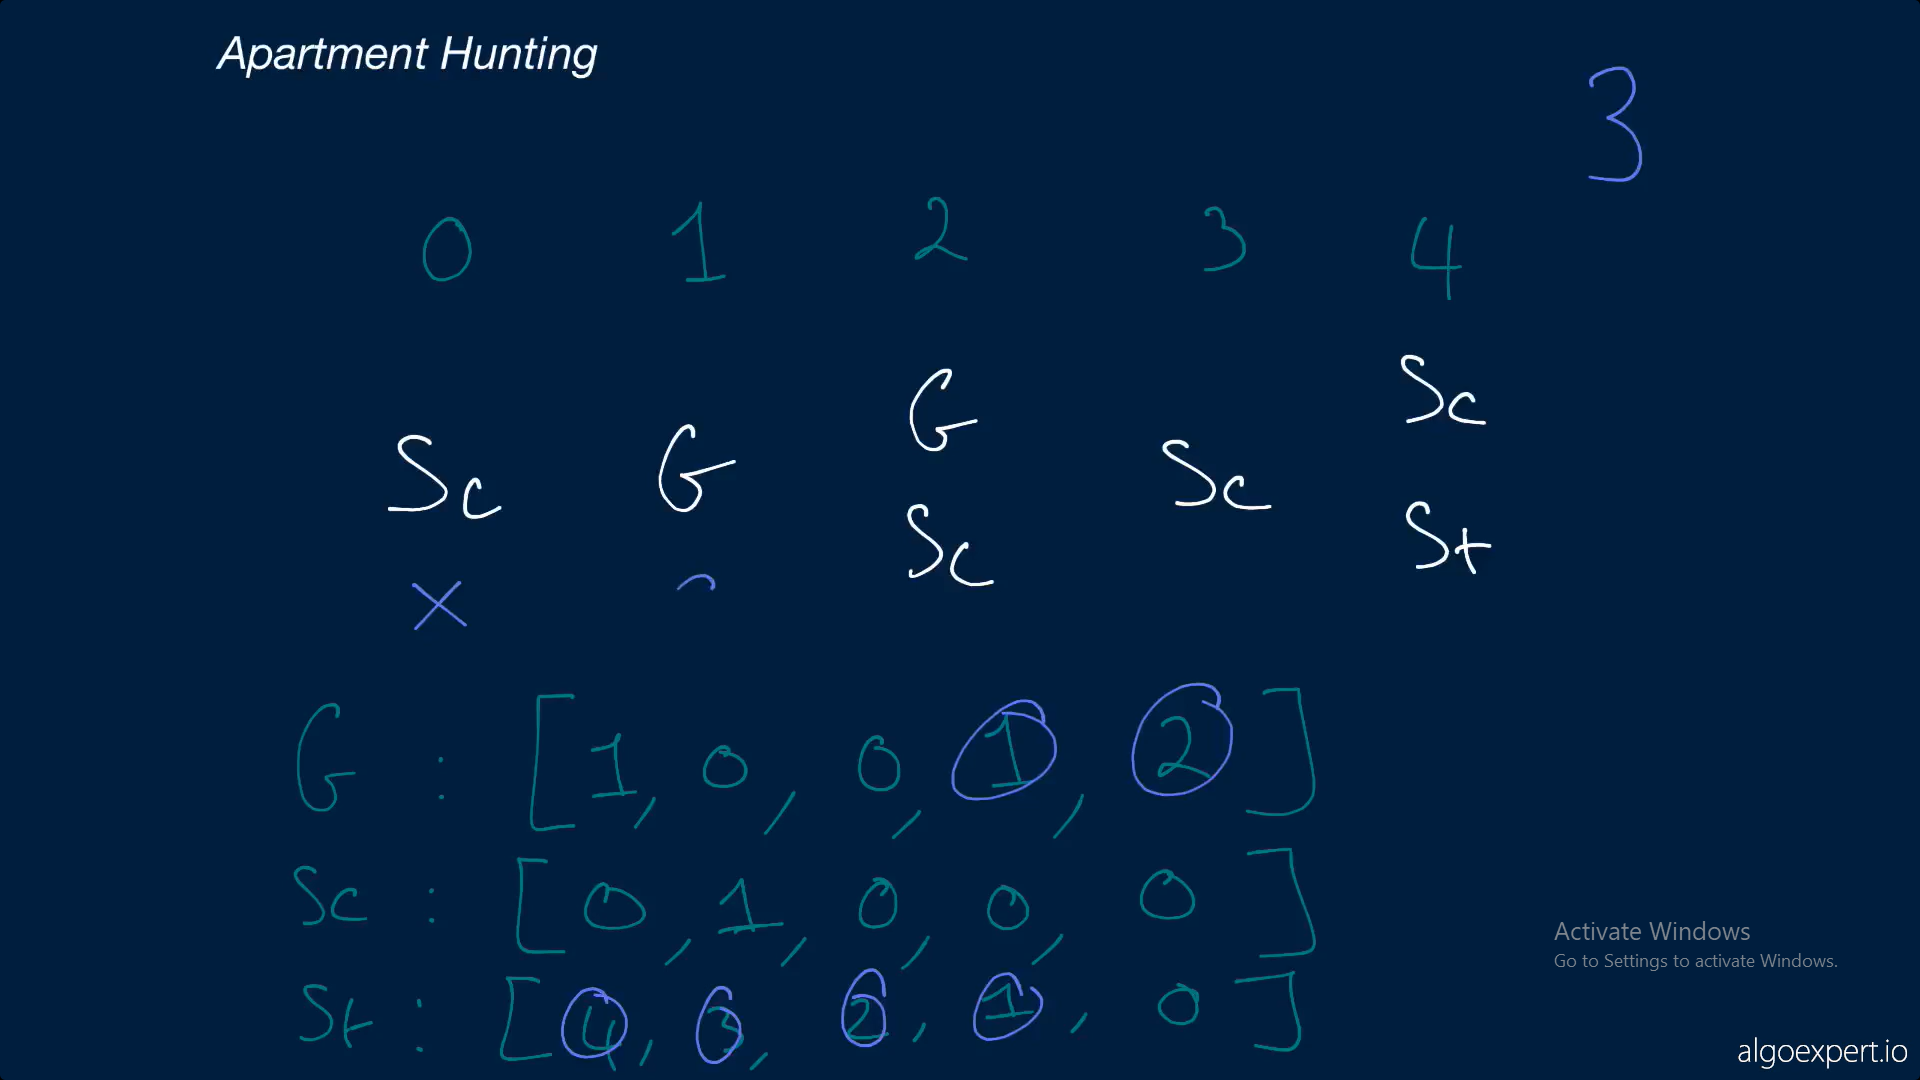 Apartment Hunting
3
0 1 2 3 4
G Sc
Sc G Sc
Sc St
X
G : [1, 0, 0, 1, 2]
Sc : [0, 1, 0, 0, 0]
St : [4, 3, 2, 1, 0]
Activate Windows
Go to Settings to activate Windows.
algoexpert.io